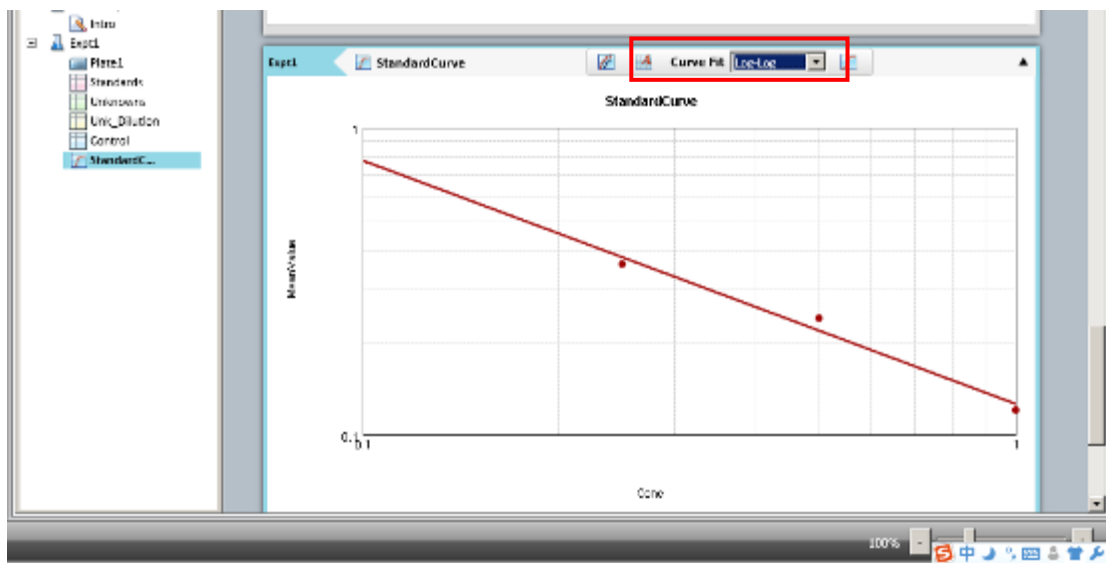 Intro
Expt1
Plate1
Standards
Unknowns
Unk_Dilution
Control
StandardC...
Expt1
StandardCurve
Curve Fit Log-Log
StandardCurve
1
MeanValue
0.1
0.1
1
Conc
100%
中